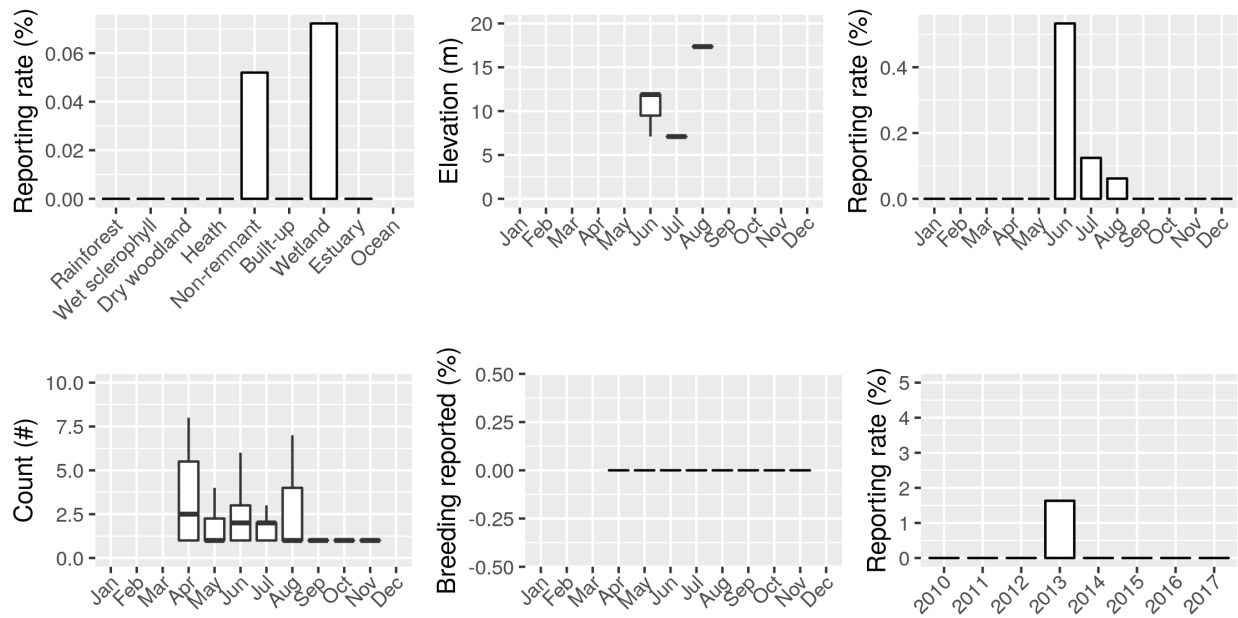 Reporting rate (%)
0.06
0.04
0.02
0.00
Rainforest
Wet sclerophyll
Dry woodland
Heath
Non-remnant
Built-up
Wetland
Estuary
Ocean
Elevation (m)
20
15
10
5
0
Jan Feb Mar Apr May Jun Jul Aug Sep Oct Nov Dec
Reporting rate (%)
0.4
0.2
0.0
Jan Feb Mar Apr May Jun Jul Aug Sep Oct Nov Dec
Count (#)
10.0
7.5
5.0
2.5
0.0
Jan Feb Mar Apr May Jun Jul Aug Sep Oct Nov Dec
Breeding reported (%)
0.50
0.25
0.00
-0.25
-0.50
Jan Feb Mar Apr May Jun Jul Aug Sep Oct Nov Dec
Reporting rate (%)
5
4
3
2
1
0
2010 2011 2012 2013 2014 2015 2016 2017